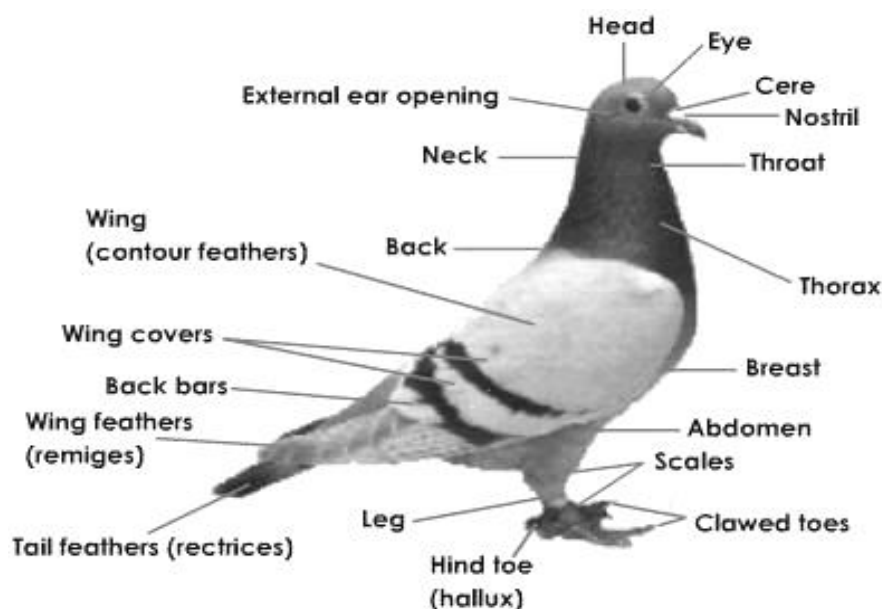 Head
Eye
Cere
External ear opening
Nostril
Neck
Throat
Wing
(contour feathers)
Back
Thorax
Wing covers
Breast
Back bars
Wing feathers
(remiges)
Abdomen
Scales
Leg
Clawed toes
Tail feathers (rectrices)
Hind toe
(hallux)